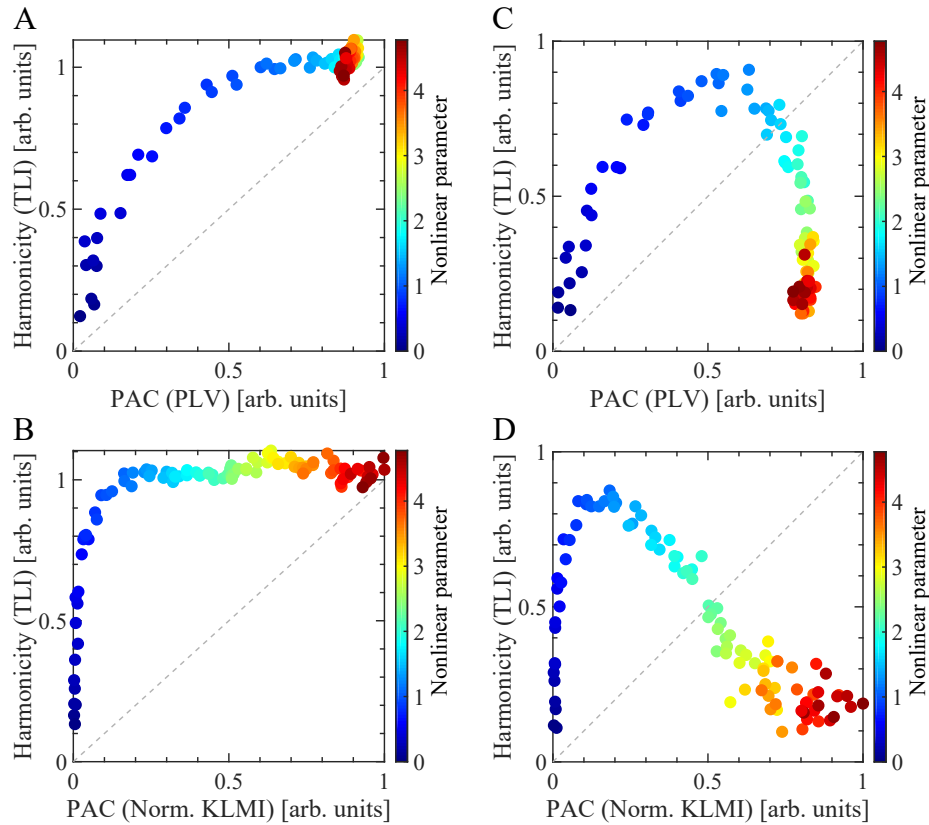 A
Harmonicity (TLI) [arb. units]
1
0.5
0
0
0.5
1
PAC (PLV) [arb. units]
4
3
2
1
0
Nonlinear parameter
C
Harmonicity (TLI) [arb. units]
1
0.5
0
0
0.5
1
PAC (PLV) [arb. units]
4
3
2
1
0
Nonlinear parameter
B
Harmonicity (TLI) [arb. units]
1
0.5
0
0
0.5
1
PAC (Norm. KLMI) [arb. units]
4
3
2
1
0
Nonlinear parameter
D
Harmonicity (TLI) [arb. units]
1
0.5
0
0
0.5
1
PAC (Norm. KLMI) [arb. units]
4
3
2
1
0
Nonlinear parameter